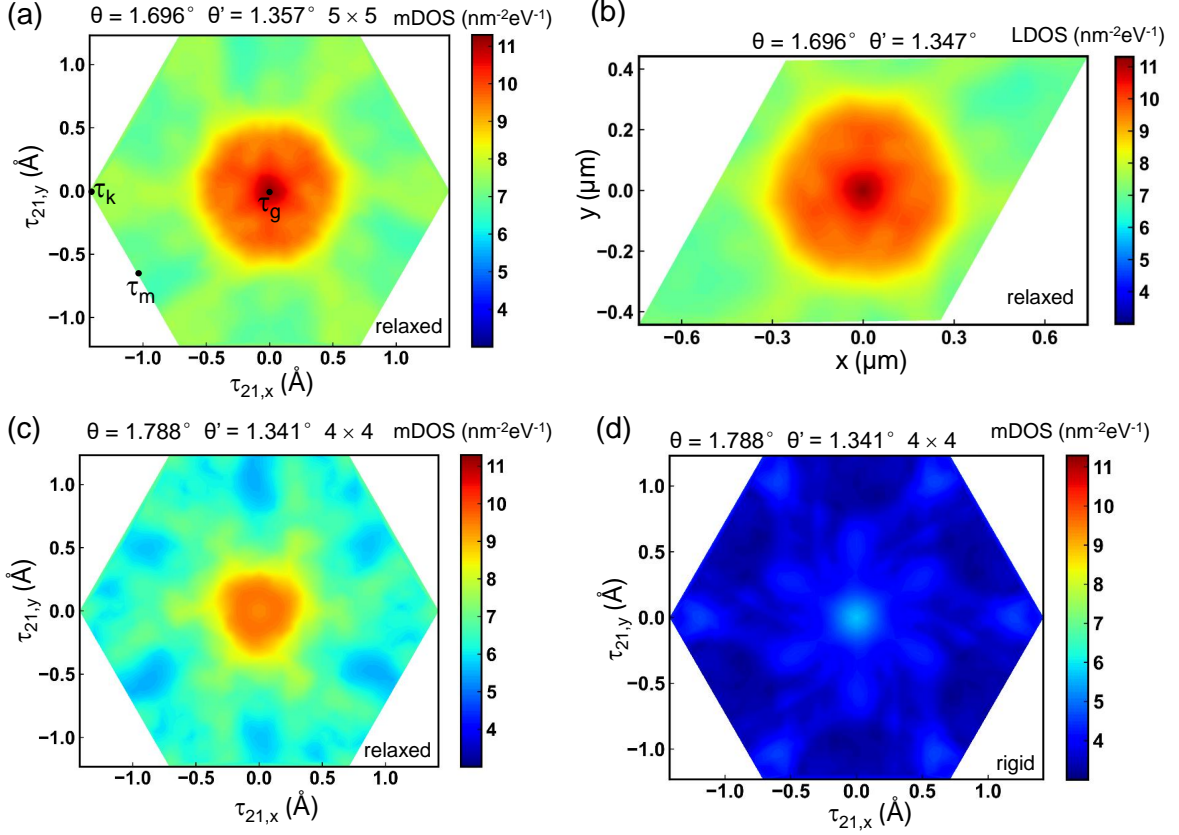 (a)
θ = 1.696° θ' = 1.357° 5 × 5 mDOS (nm⁻²eV⁻¹)
1.0
0.5
0.0
−0.5
−1.0
τ₂₁,y (Å)
τk
τg
τm
relaxed
−1.0 −0.5 0.0 0.5 1.0
τ₂₁,x (Å)
11
10
9
8
7
6
5
4
(b)
θ = 1.696° θ' = 1.347° LDOS (nm⁻²eV⁻¹)
0.4
0.2
0.0
−0.2
−0.4
y (μm)
relaxed
−0.6 −0.3 0.0 0.3 0.6
x (μm)
11
10
9
8
7
6
5
4
(c)
θ = 1.788° θ' = 1.341° 4 × 4 mDOS (nm⁻²eV⁻¹)
1.0
0.5
0.0
−0.5
−1.0
τ₂₁,y (Å)
relaxed
−1.0 −0.5 0.0 0.5 1.0
τ₂₁,x (Å)
11
10
9
8
7
6
5
4
(d)
θ = 1.788° θ' = 1.341° 4 × 4 mDOS (nm⁻²eV⁻¹)
1.0
0.5
0.0
−0.5
−1.0
τ₂₁,y (Å)
rigid
−1.0 −0.5 0.0 0.5 1.0
τ₂₁,x (Å)
11
10
9
8
7
6
5
4